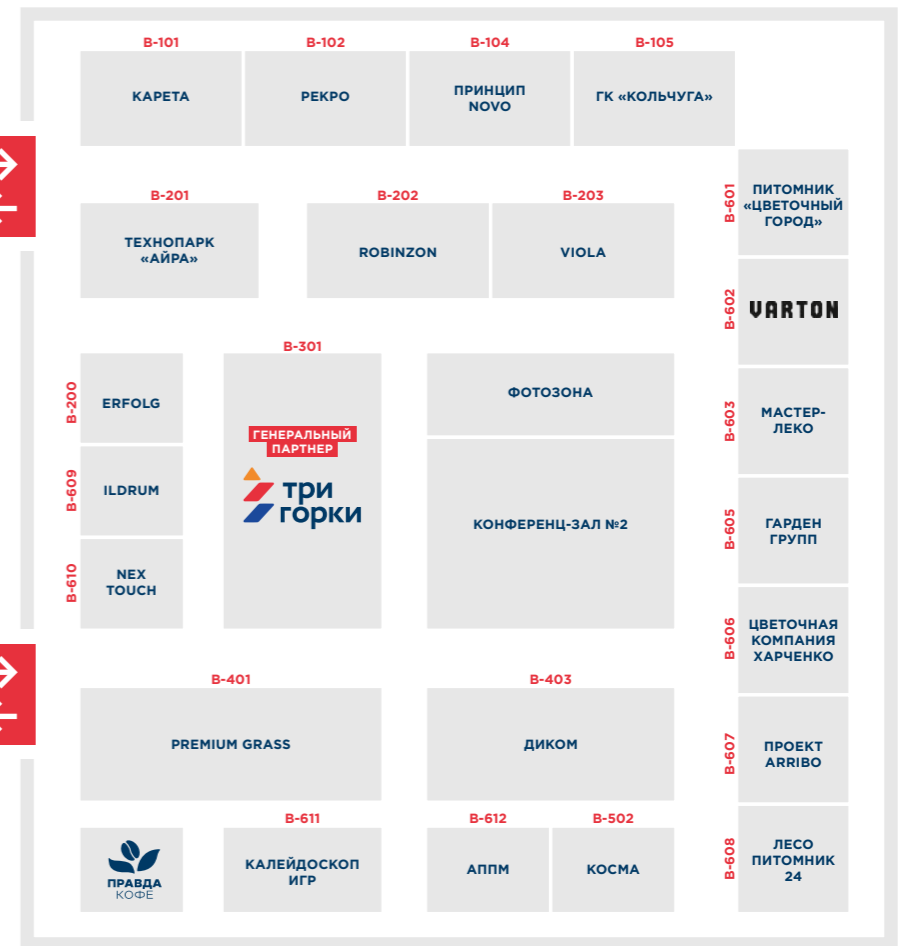 B-101
КАРЕТА
B-102
РЕКРО
B-104
ПРИНЦИП
NOVO
B-105
ГК «КОЛЬЧУГА»
B-201
ТЕХНОПАРК
«АЙРА»
B-202
ROBINZON
B-203
VIOLA
B-601
ПИТОМНИК
«ЦВЕТОЧНЫЙ
ГОРОД»
B-602
VARTON
B-200
ERFOLG
B-301
ГЕНЕРАЛЬНЫЙ
ПАРТНЕР
три
горки
ФОТОЗОНА
B-603
МАСТЕР-
ЛЕКО
B-609
ILDRUM
КОНФЕРЕНЦ-ЗАЛ №2
B-605
ГАРДЕН
ГРУПП
B-610
NEX
TOUCH
B-606
ЦВЕТОЧНАЯ
КОМПАНИЯ
ХАРЧЕНКО
B-401
PREMIUM GRASS
B-403
ДИКОМ
B-607
ПРОЕКТ
ARRIBO
ПРАВДА
КОФЕ
B-611
КАЛЕЙДОСКОП
ИГР
B-612
АППМ
B-502
КОСМА
B-608
ЛЕСО
ПИТОМНИК
24